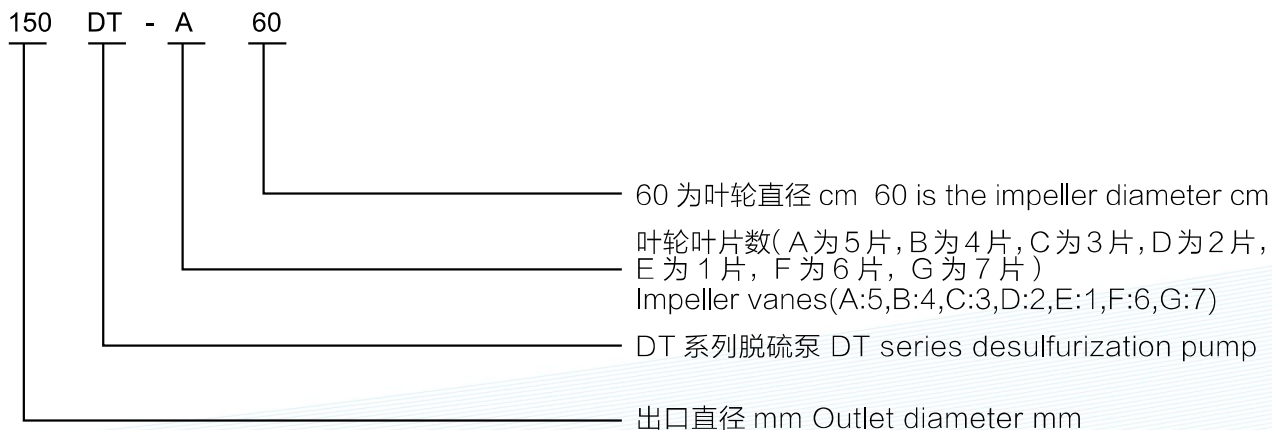 150 DT - A 60
60 为叶轮直径 cm 60 is the impeller diameter cm
叶轮叶片数(A为5片,B为4片,C为3片,D为2片,
E为1片, F为6片, G为7片)
Impeller vanes(A:5,B:4,C:3,D:2,E:1,F:6,G:7)
DT 系列脱硫泵 DT series desulfurization pump
出口直径 mm Outlet diameter mm